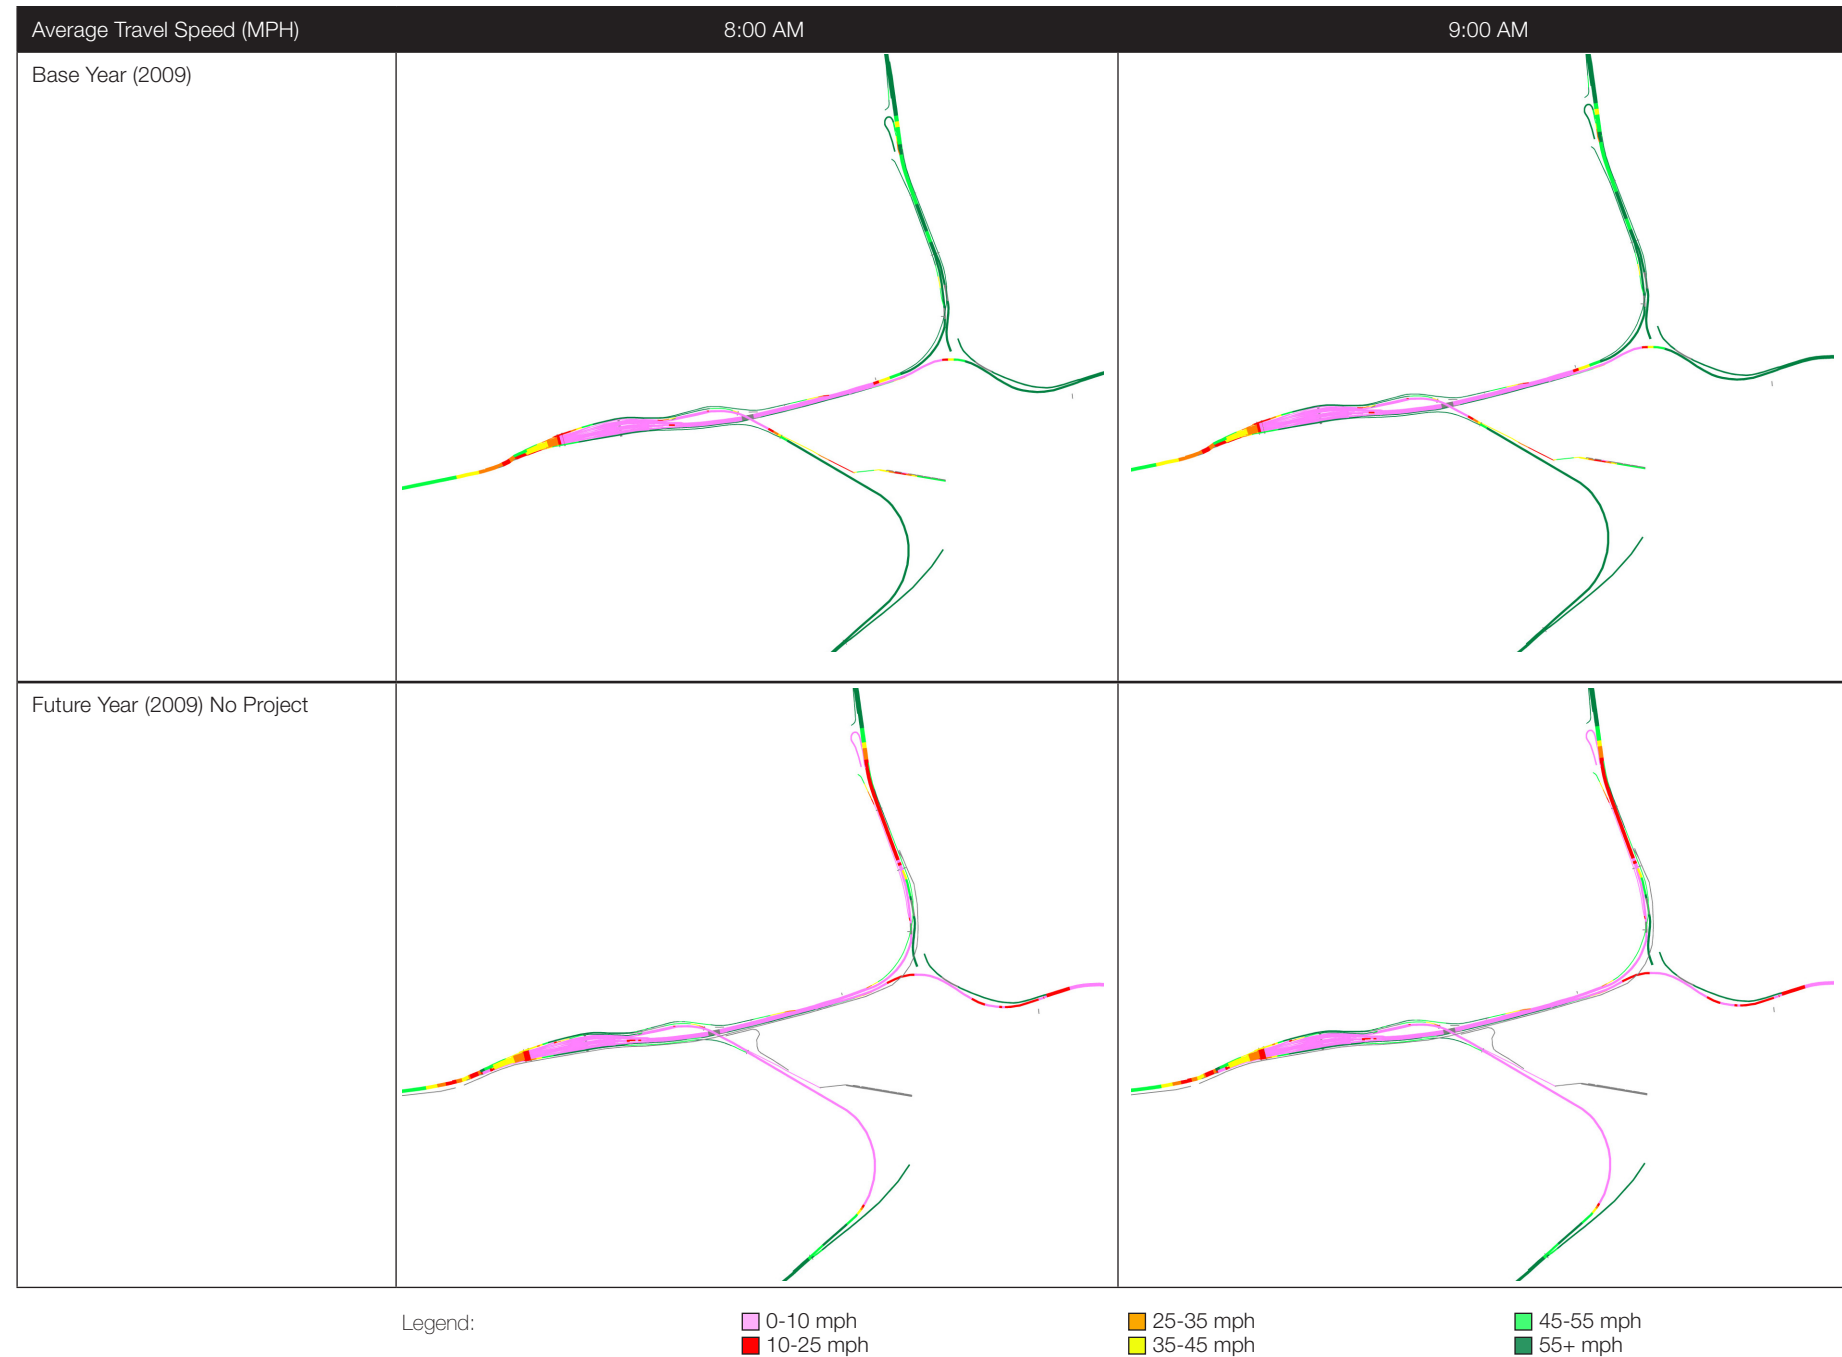 Average Travel Speed (MPH) 8:00 AM 9:00 AM
Base Year (2009)
Future Year (2009) No Project
Legend: 0-10 mph 25-35 mph 45-55 mph
10-25 mph 35-45 mph 55+ mph